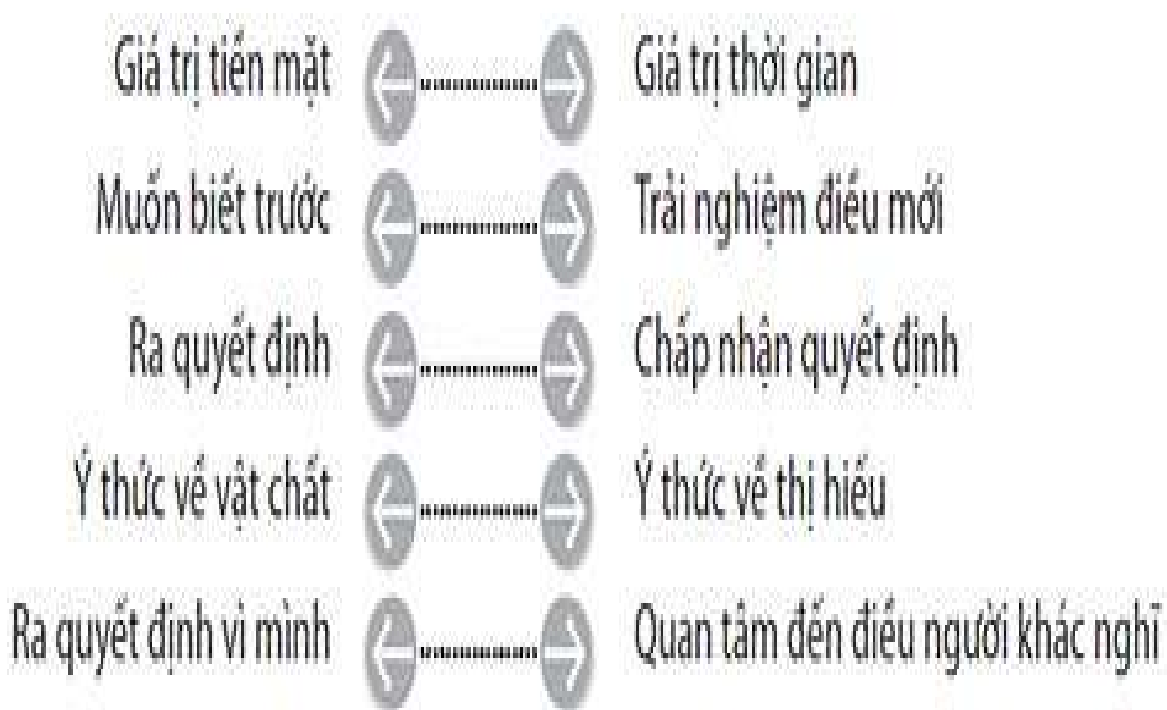 Giá trị tiền mặt Giá trị thời gian
Muốn biết trước Trải nghiệm điều mới
Ra quyết định Chấp nhận quyết định
Ý thức về vật chất Ý thức về thị hiếu
Ra quyết định vì mình Quan tâm đến điều người khác nghĩ